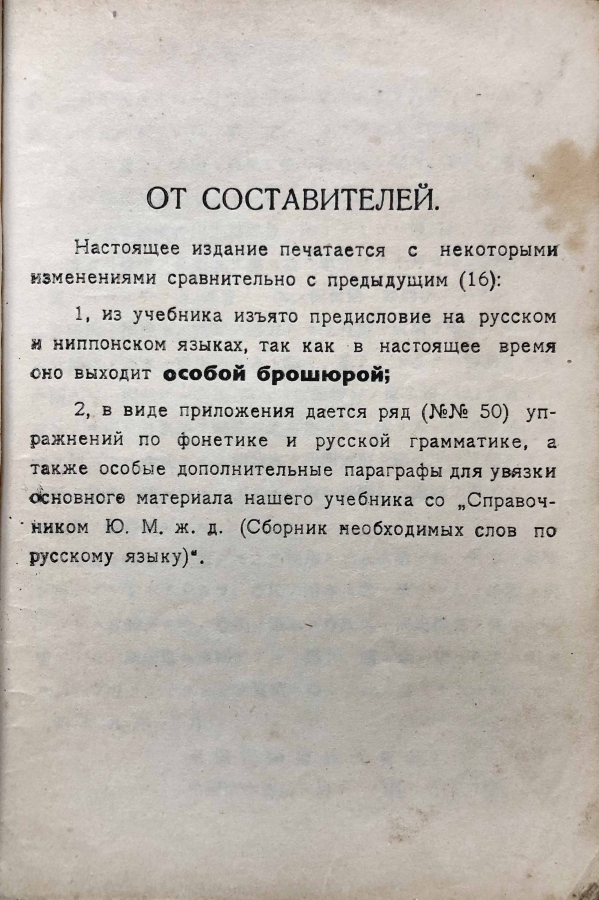 ОТ СОСТАВИТЕЛЕЙ.
Настоящее издание печатается с некоторыми
изменениями сравнительно с предыдущим (16):
1, из учебника изъято предисловие на русском
и ниппонском языках, так как в настоящее время
оно выходит особой брошюрой;
2, в виде приложения дается ряд (№№ 50) уп-
ражнений по фонетике и русской грамматике, а
также особые дополнительные параграфы для увязки
основного материала нашего учебника со „Справоч-
ником Ю. М. ж. д. (Сборник необходимых слов по
русскому языку)“.